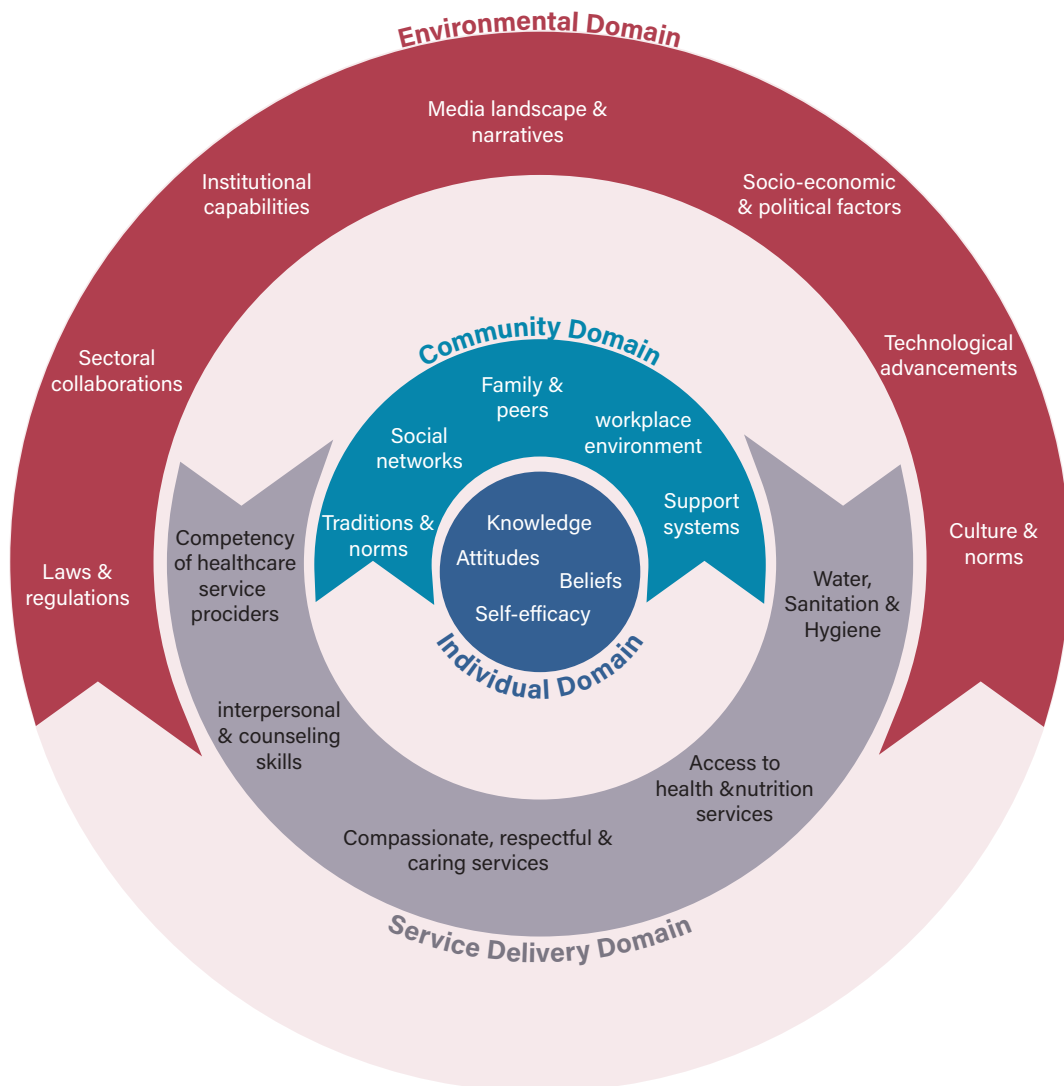 Environmental Domain
Media landscape &
narratives
Institutional
capabilities
Socio-economic
& political factors
Sectoral
collaborations
Technological
advancements
Laws &
regulations
Culture &
norms
Community Domain
Family &
peers
Social
networks
workplace
environment
Traditions &
norms
Support
systems
Knowledge
Attitudes
Beliefs
Self-efficacy
Individual Domain
Competency
of healthcare
service
prociders
Water,
Sanitation &
Hygiene
interpersonal
& counseling
skills
Access to
health &nutrition
services
Compassionate, respectful &
caring services
Service Delivery Domain